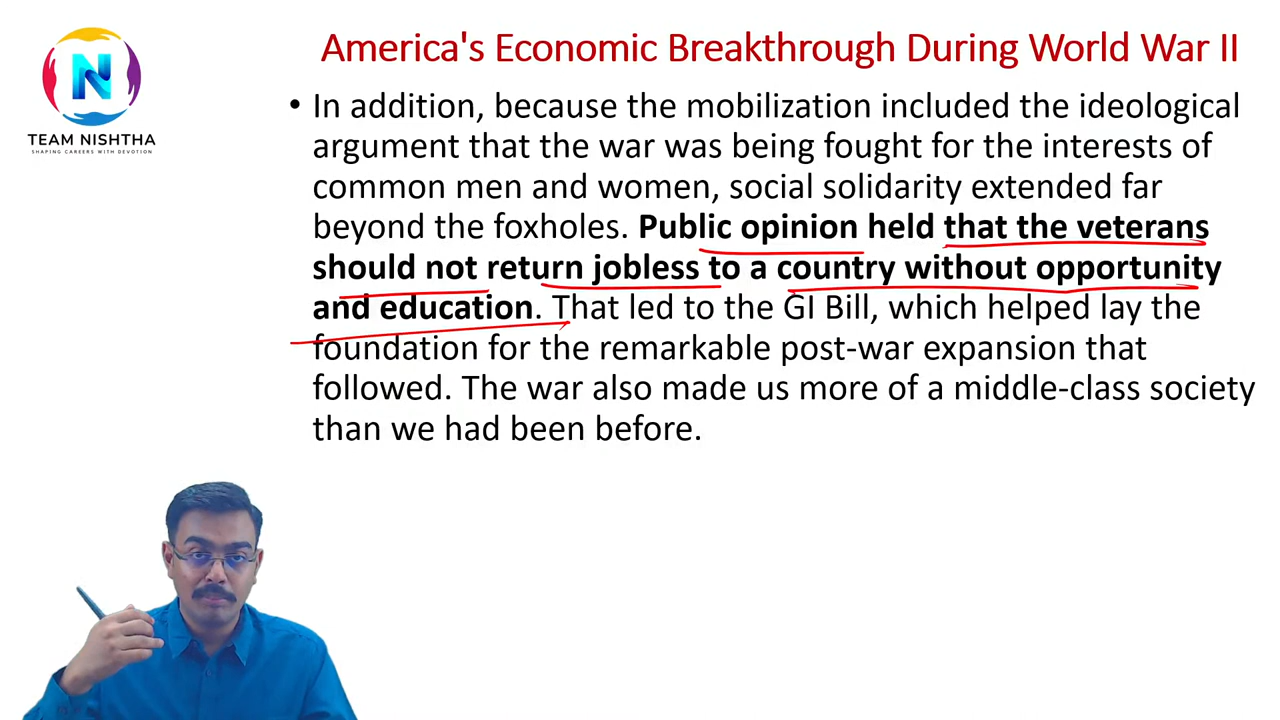 America's Economic Breakthrough During World War II
N
TEAM NISHTHA
SHAPING CAREERS WITH DEVOTION
• In addition, because the mobilization included the ideological
argument that the war was being fought for the interests of
common men and women, social solidarity extended far
beyond the foxholes. Public opinion held that the veterans
should not return jobless to a country without opportunity
and education. That led to the GI Bill, which helped lay the
foundation for the remarkable post-war expansion that
followed. The war also made us more of a middle-class society
than we had been before.